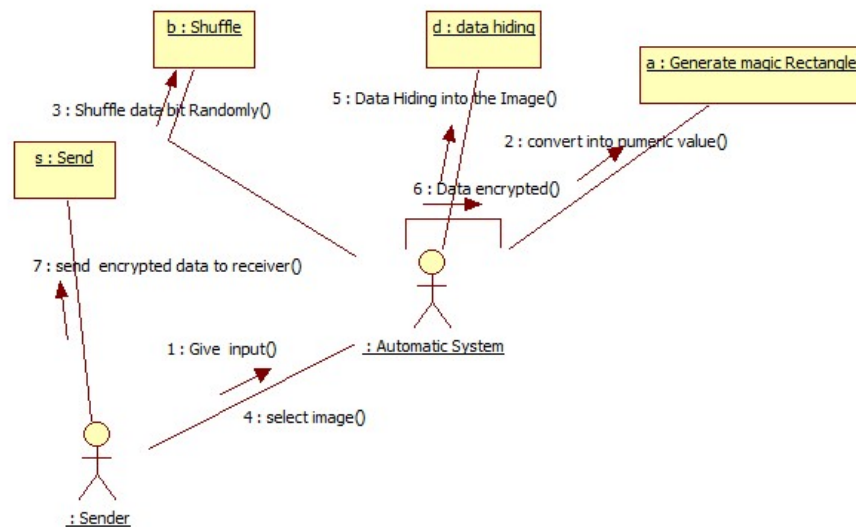 b : Shuffle
d : data hiding
a : Generate magic Rectangle
3 : Shuffle data bit Randomly()
5 : Data Hiding into the Image()
2 : convert into numeric value()
s : Send
6 : Data encrypted()
7 : send encrypted data to receiver()
: Automatic System
1 : Give input()
4 : select image()
: Sender